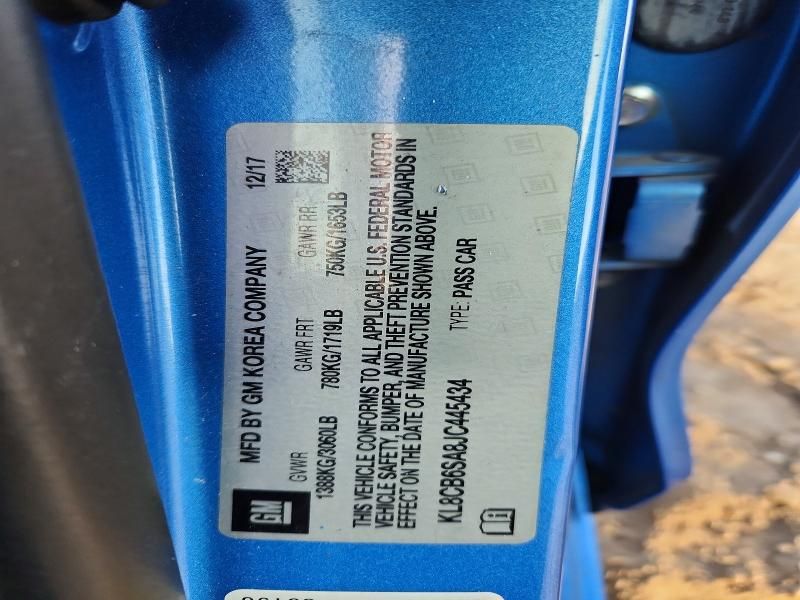 MFD BY GM KOREA COMPANY 12/17
GVWR GAWR FRT GAWR RR
1388KG/3060LB 780KG/1719LB 750KG/1653LB
THIS VEHICLE CONFORMS TO ALL APPLICABLE U.S. FEDERAL MOTOR
VEHICLE SAFETY, BUMPER, AND THEFT PREVENTION STANDARDS IN
EFFECT ON THE DATE OF MANUFACTURE SHOWN ABOVE.
KL8CB6SA8JC445434 TYPE: PASS CAR
GM